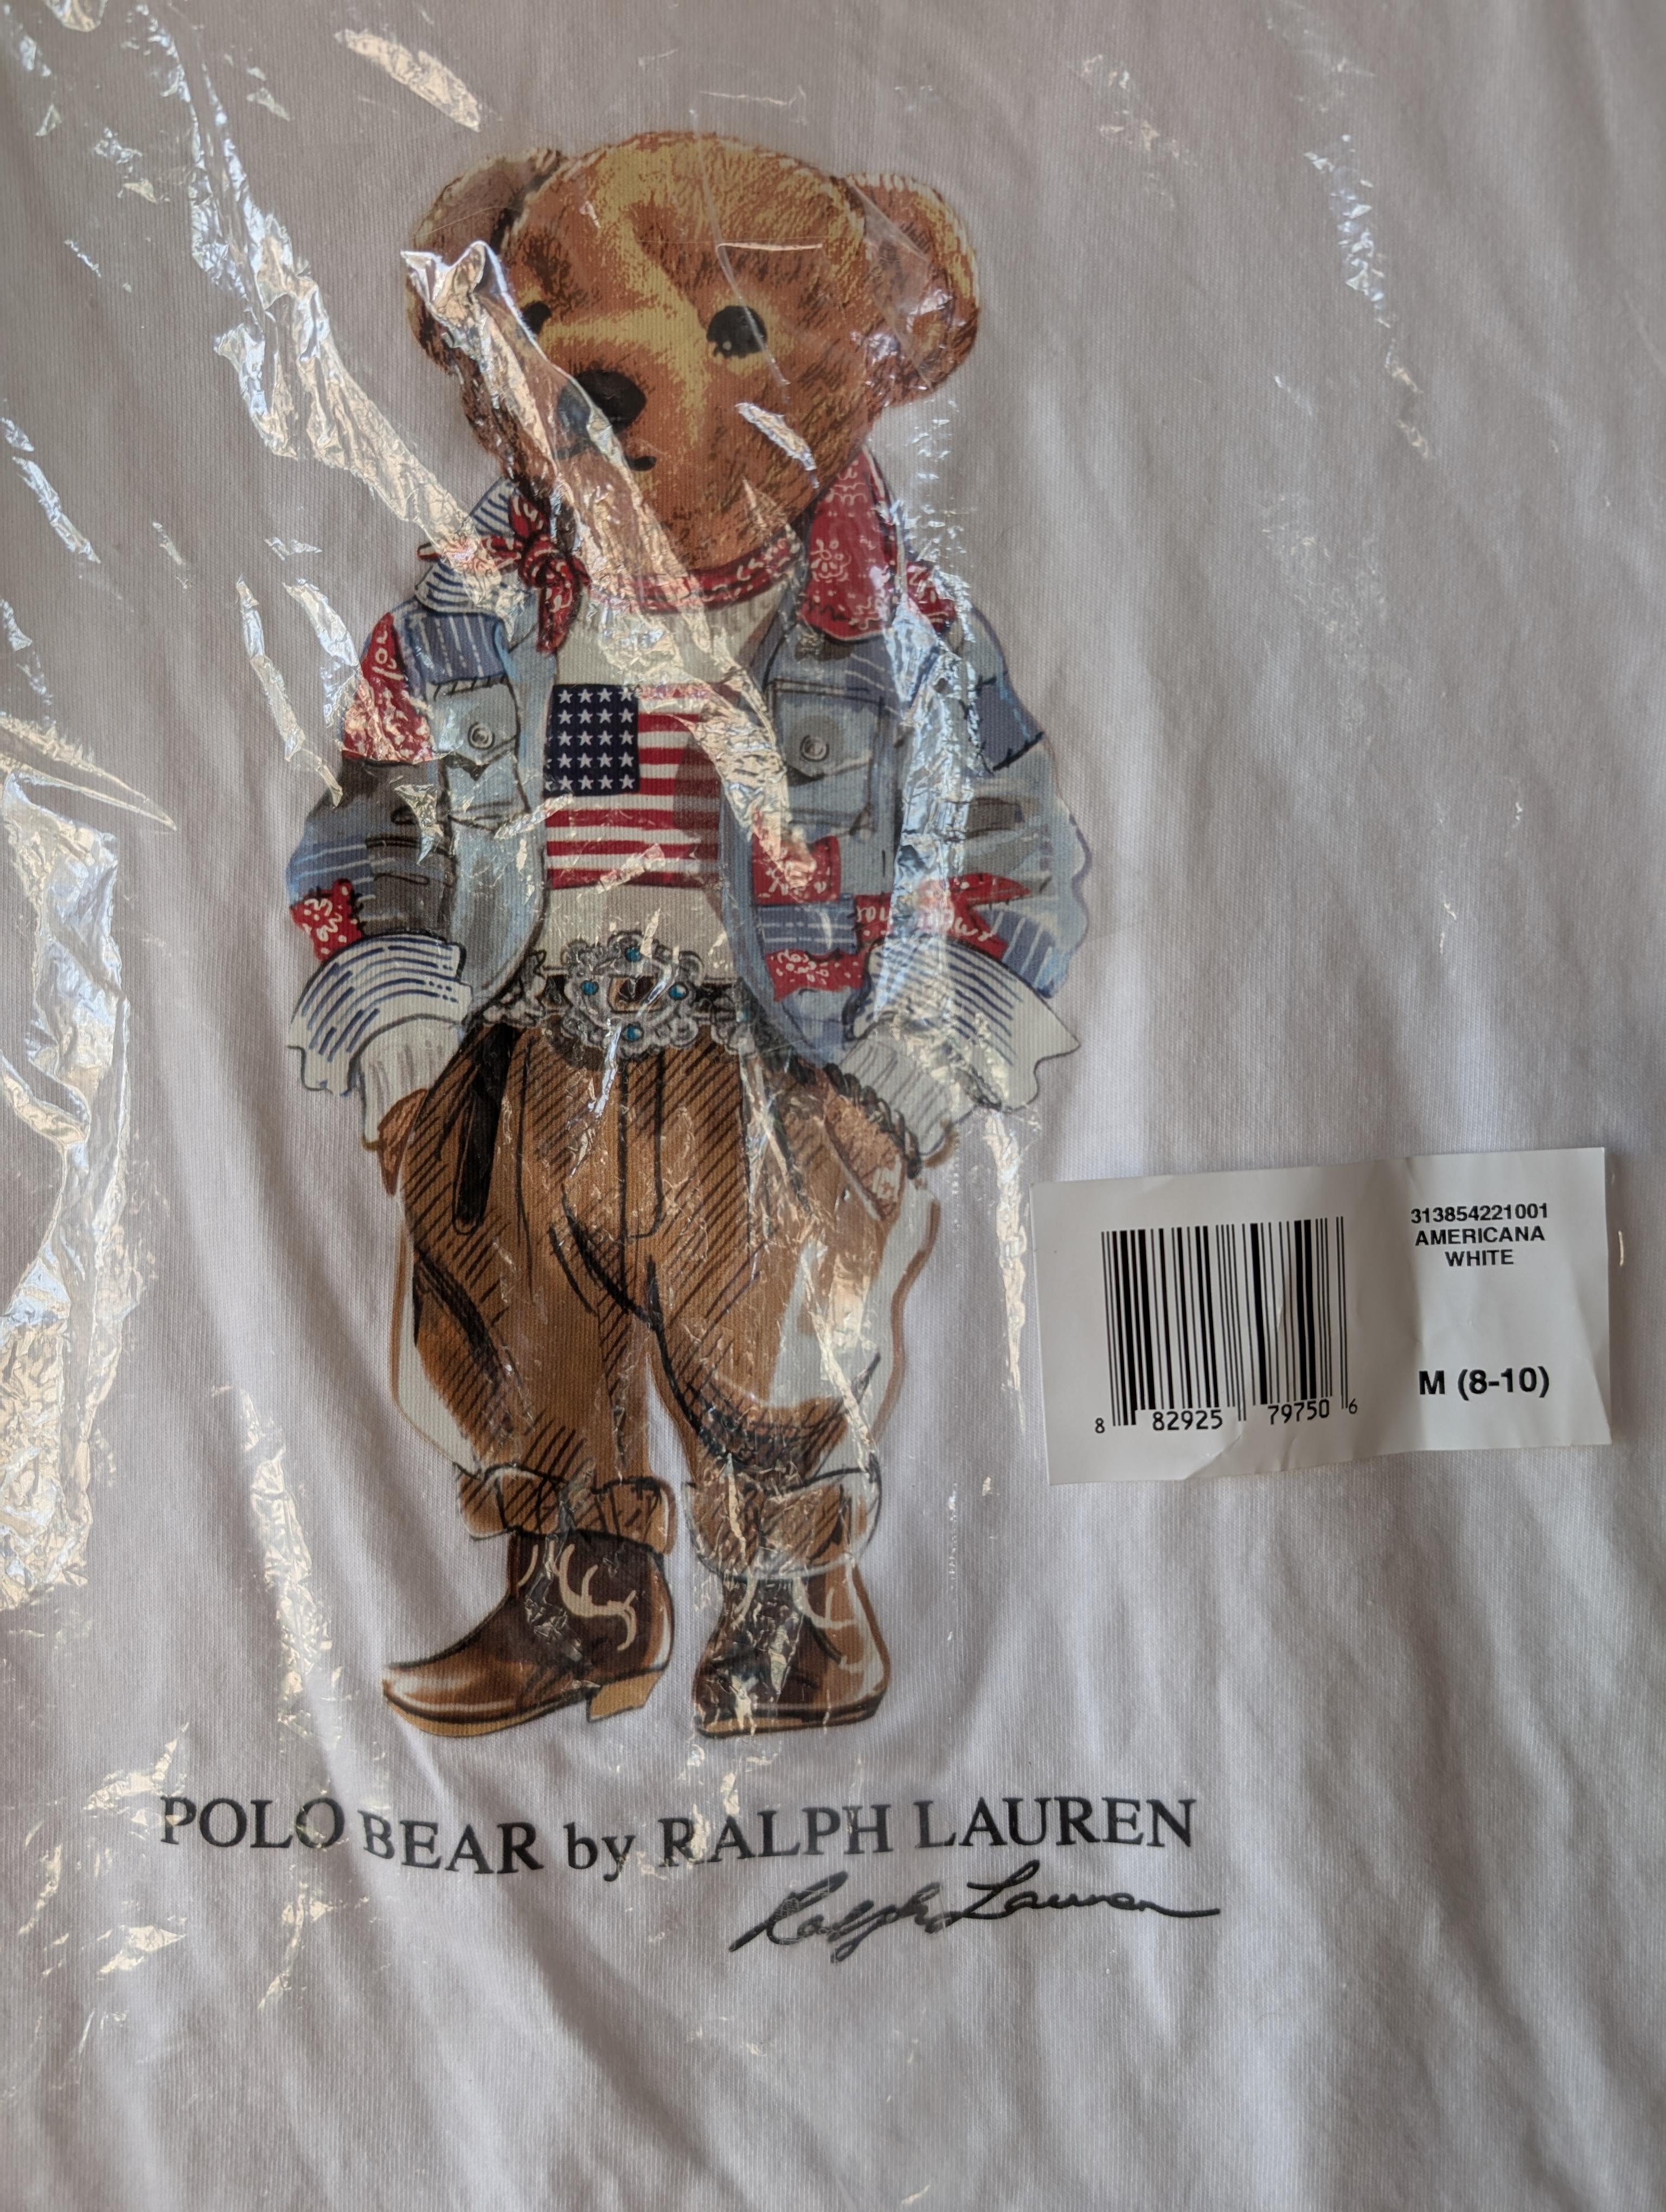 313854221001
AMERICANA
WHITE
M (8-10)
8 82925 79750 6
POLO BEAR by RALPH LAUREN
Ralph Lauren